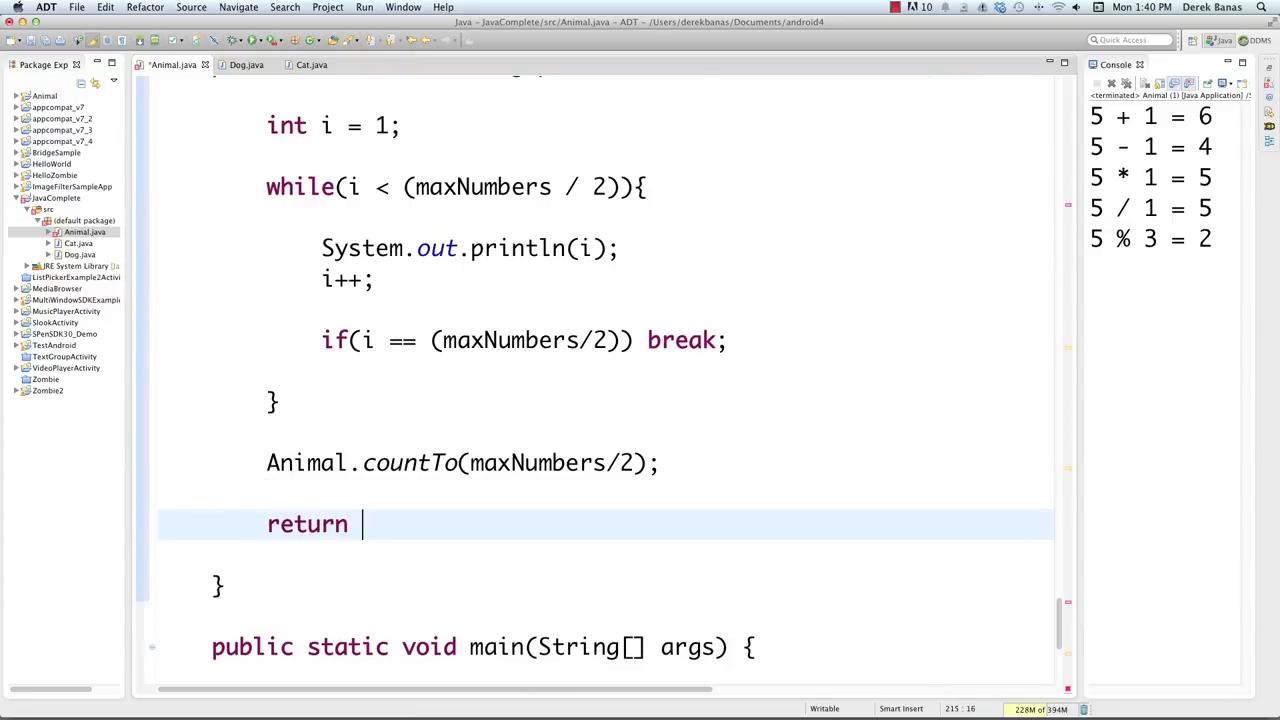 ADT File Edit Refactor Source Navigate Search Project Run Window Help 10 Mon 1:40 PM Derek Banas
Java – JavaComplete/src/Animal.java – ADT – /Users/derekbanas/Documents/android4
Quick Access Java DDMS
Package Exp
*Animal.java Dog.java Cat.java
Console
<terminated> Animal (1) [Java Application] /S
Animal
appcompat_v7
appcompat_v7_2
appcompat_v7_3
appcompat_v7_4
BridgeSample
HelloWorld
HelloZombie
ImageFilterSampleApp
JavaComplete
src
(default package)
Animal.java
Cat.java
Dog.java
JRE System Library [Ja
ListPickerExample2Activi
MediaBrowser
MultiWindowSDKExample
MusicPlayerActivity
SlookActivity
SPenSDK30_Demo
TestAndroid
TextGroupActivity
VideoPlayerActivity
Zombie
Zombie2
int i = 1;
while(i < (maxNumbers / 2)){
System.out.println(i);
i++;
if(i == (maxNumbers/2)) break;
}
Animal.countTo(maxNumbers/2);
return
}
public static void main(String[] args) {
5 + 1 = 6
5 - 1 = 4
5 * 1 = 5
5 / 1 = 5
5 % 3 = 2
Writable Smart Insert 215 : 16 228M of 394M